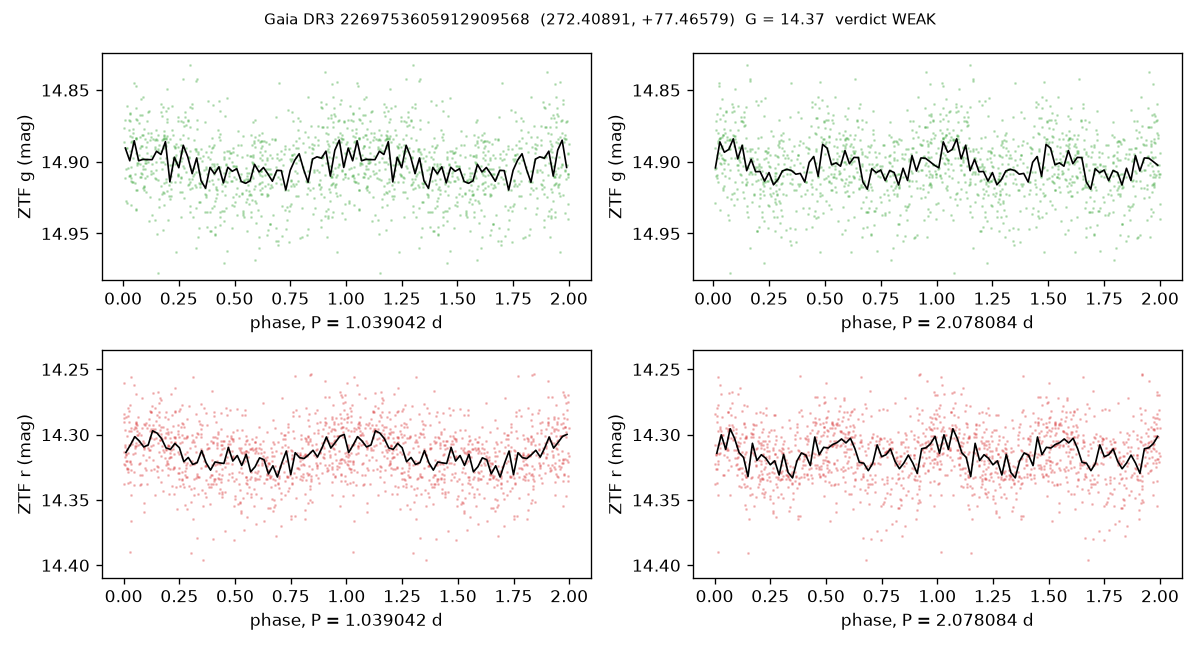 Gaia DR3 2269753605912909568  (272.40891, +77.46579)  G = 14.37  verdict WEAK
ZTF g (mag)
14.85
14.90
14.95
0.00 0.25 0.50 0.75 1.00 1.25 1.50 1.75 2.00
phase, P = 1.039042 d
ZTF g (mag)
14.85
14.90
14.95
0.00 0.25 0.50 0.75 1.00 1.25 1.50 1.75 2.00
phase, P = 2.078084 d
ZTF r (mag)
14.25
14.30
14.35
14.40
0.00 0.25 0.50 0.75 1.00 1.25 1.50 1.75 2.00
phase, P = 1.039042 d
ZTF r (mag)
14.25
14.30
14.35
14.40
0.00 0.25 0.50 0.75 1.00 1.25 1.50 1.75 2.00
phase, P = 2.078084 d